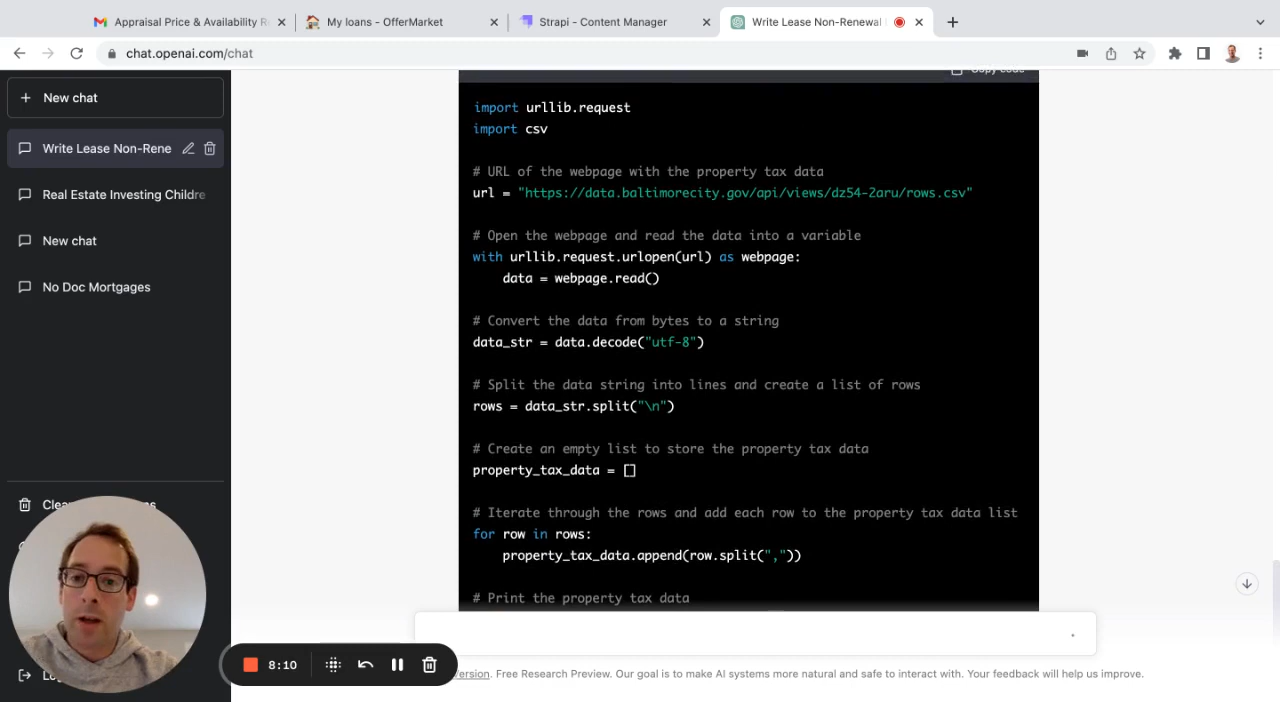 Appraisal Price & Availability R
My loans - OfferMarket
Strapi - Content Manager
Write Lease Non-Renewal
chat.openai.com/chat
New chat
Write Lease Non-Rene
Real Estate Investing Childre
New chat
No Doc Mortgages
Copy code
import urllib.request
import csv
# URL of the webpage with the property tax data
url = "https://data.baltimorecity.gov/api/views/dz54-2aru/rows.csv"
# Open the webpage and read the data into a variable
with urllib.request.urlopen(url) as webpage:
data = webpage.read()
# Convert the data from bytes to a string
data_str = data.decode("utf-8")
# Split the data string into lines and create a list of rows
rows = data_str.split("\n")
# Create an empty list to store the property tax data
property_tax_data = []
# Iterate through the rows and add each row to the property tax data list
for row in rows:
property_tax_data.append(row.split(","))
# Print the property tax data
8:10
Version. Free Research Preview. Our goal is to make AI systems more natural and safe to interact with. Your feedback will help us improve.